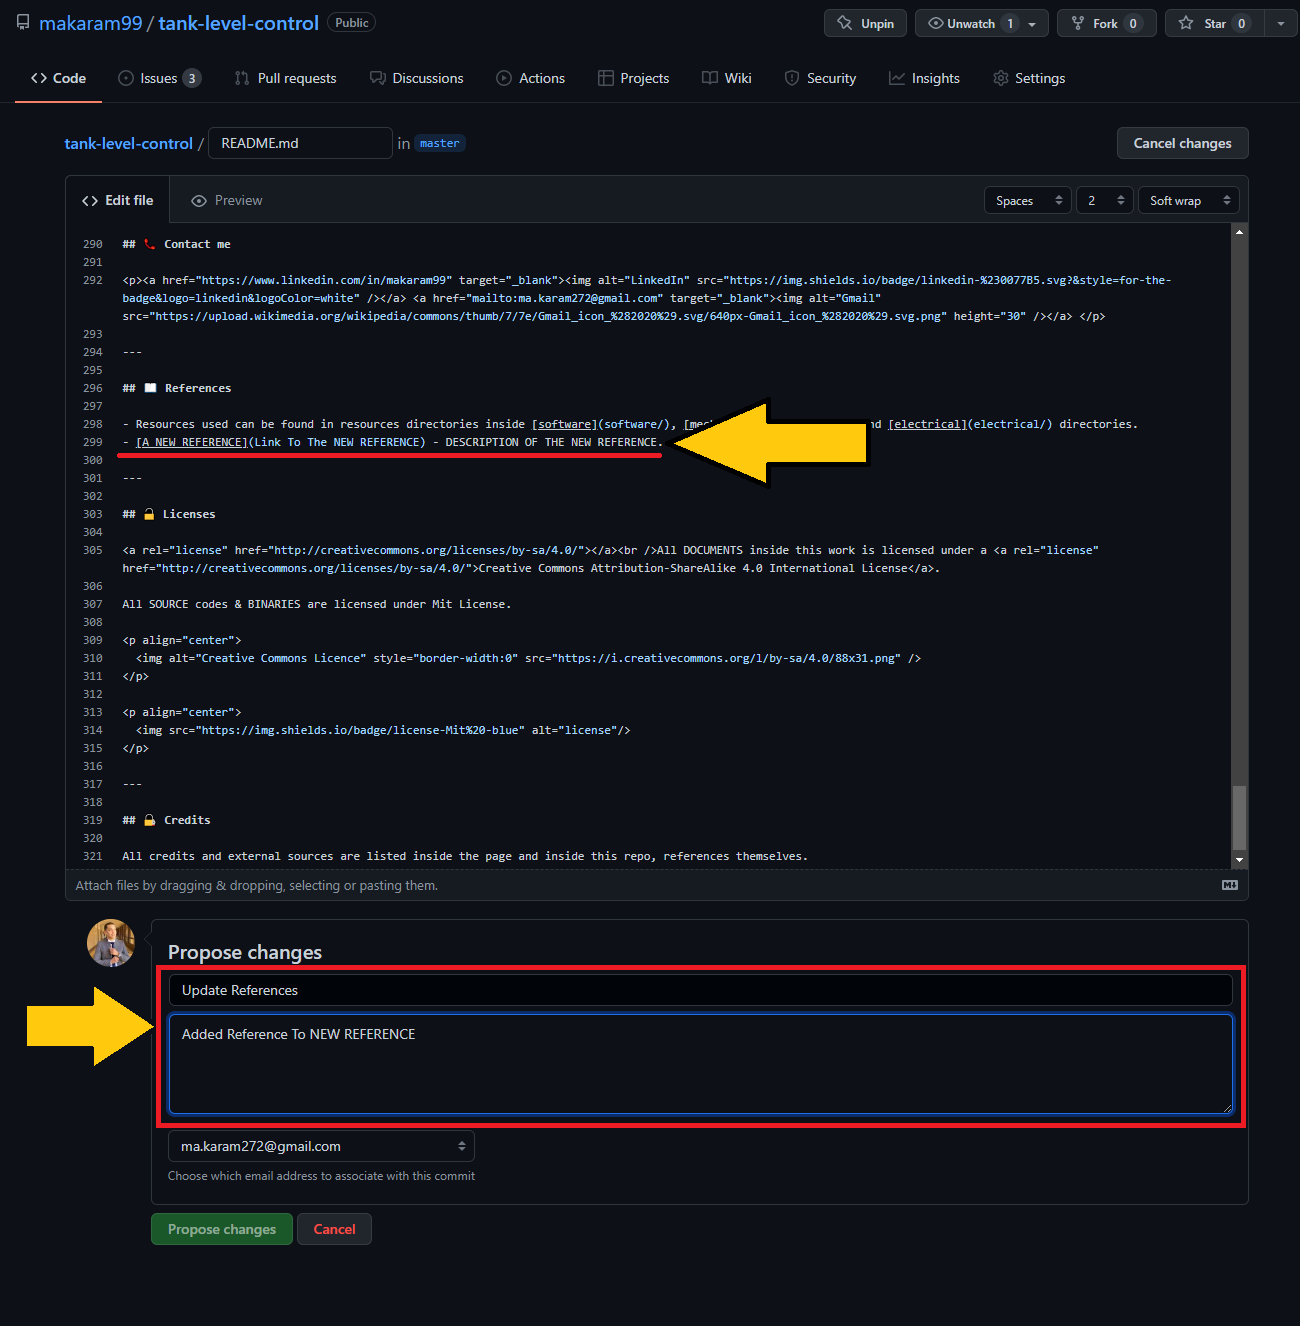 makaram99 / tank-level-control Public
Unpin Unwatch 1 Fork 0 Star 0
Code Issues 3 Pull requests Discussions Actions Projects Wiki Security Insights Settings
tank-level-control / README.md in master Cancel changes
Edit file Preview Spaces 2 Soft wrap
290 ## 📞 Contact me
291
292 <p><a href="https://www.linkedin.com/in/makaram99" target="_blank"><img alt="LinkedIn" src="https://img.shields.io/badge/linkedin-%230077B5.svg?&style=for-the-
badge&logo=linkedin&logoColor=white" /></a> <a href="mailto:ma.karam272@gmail.com" target="_blank"><img alt="Gmail"
src="https://upload.wikimedia.org/wikipedia/commons/thumb/7/7e/Gmail_icon_%282020%29.svg/640px-Gmail_icon_%282020%29.svg.png" height="30" /></a> </p>
293
294 ---
295
296 ## 📖 References
297
298 - Resources used can be found in resources directories inside [software](software/), [electrical](electrical/) directories.
299 - [A NEW REFERENCE](Link To The NEW REFERENCE) - DESCRIPTION OF THE NEW REFERENCE.
300
301 ---
302
303 ## 🔓 Licenses
304
305 <a rel="license" href="http://creativecommons.org/licenses/by-sa/4.0/"></a><br />All DOCUMENTS inside this work is licensed under a <a rel="license"
href="http://creativecommons.org/licenses/by-sa/4.0/">Creative Commons Attribution-ShareAlike 4.0 International License</a>.
306
307 All SOURCE codes & BINARIES are licensed under Mit License.
308
309 <p align="center">
310 <img alt="Creative Commons Licence" style="border-width:0" src="https://i.creativecommons.org/l/by-sa/4.0/88x31.png" />
311 </p>
312
313 <p align="center">
314 <img src="https://img.shields.io/badge/license-Mit%20-blue" alt="license"/>
315 </p>
316
317 ---
318
319 ## 🔏 Credits
320
321 All credits and external sources are listed inside the page and inside this repo, references themselves.
Attach files by dragging & dropping, selecting or pasting them.
Propose changes
Update References
Added Reference To NEW REFERENCE
ma.karam272@gmail.com
Choose which email address to associate with this commit
Propose changes Cancel